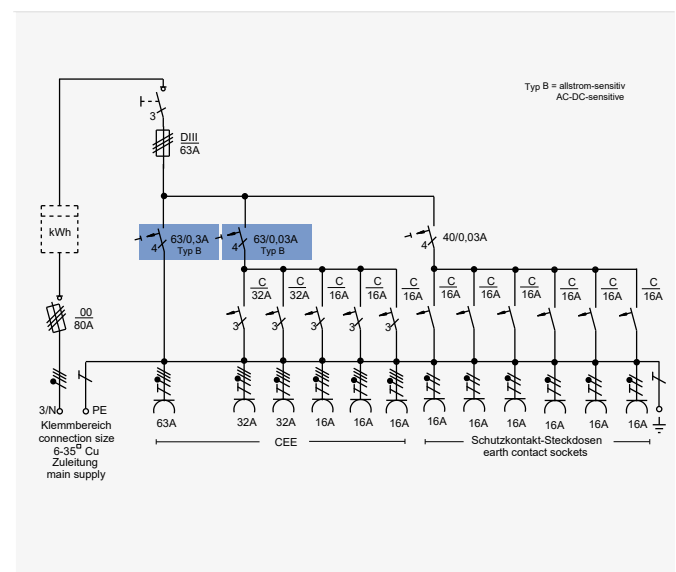 Typ B = allstrom-sensitiv
AC-DC-sensitive
3
DIII
63A
kWh
00
80A
4
63/0,3A
Typ B
4
63/0,03A
Typ B
4
40/0,03A
C
32A
C
32A
C
16A
C
16A
C
16A
C
16A
C
16A
C
16A
C
16A
C
16A
C
16A
3
3
3
3
3
3/N
PE
63A
32A
32A
16A
16A
16A
16A
16A
16A
16A
16A
16A
Klemmbereich
connection size
6-35□ Cu
Zuleitung
main supply
CEE
Schutzkontakt-Steckdosen
earth contact sockets